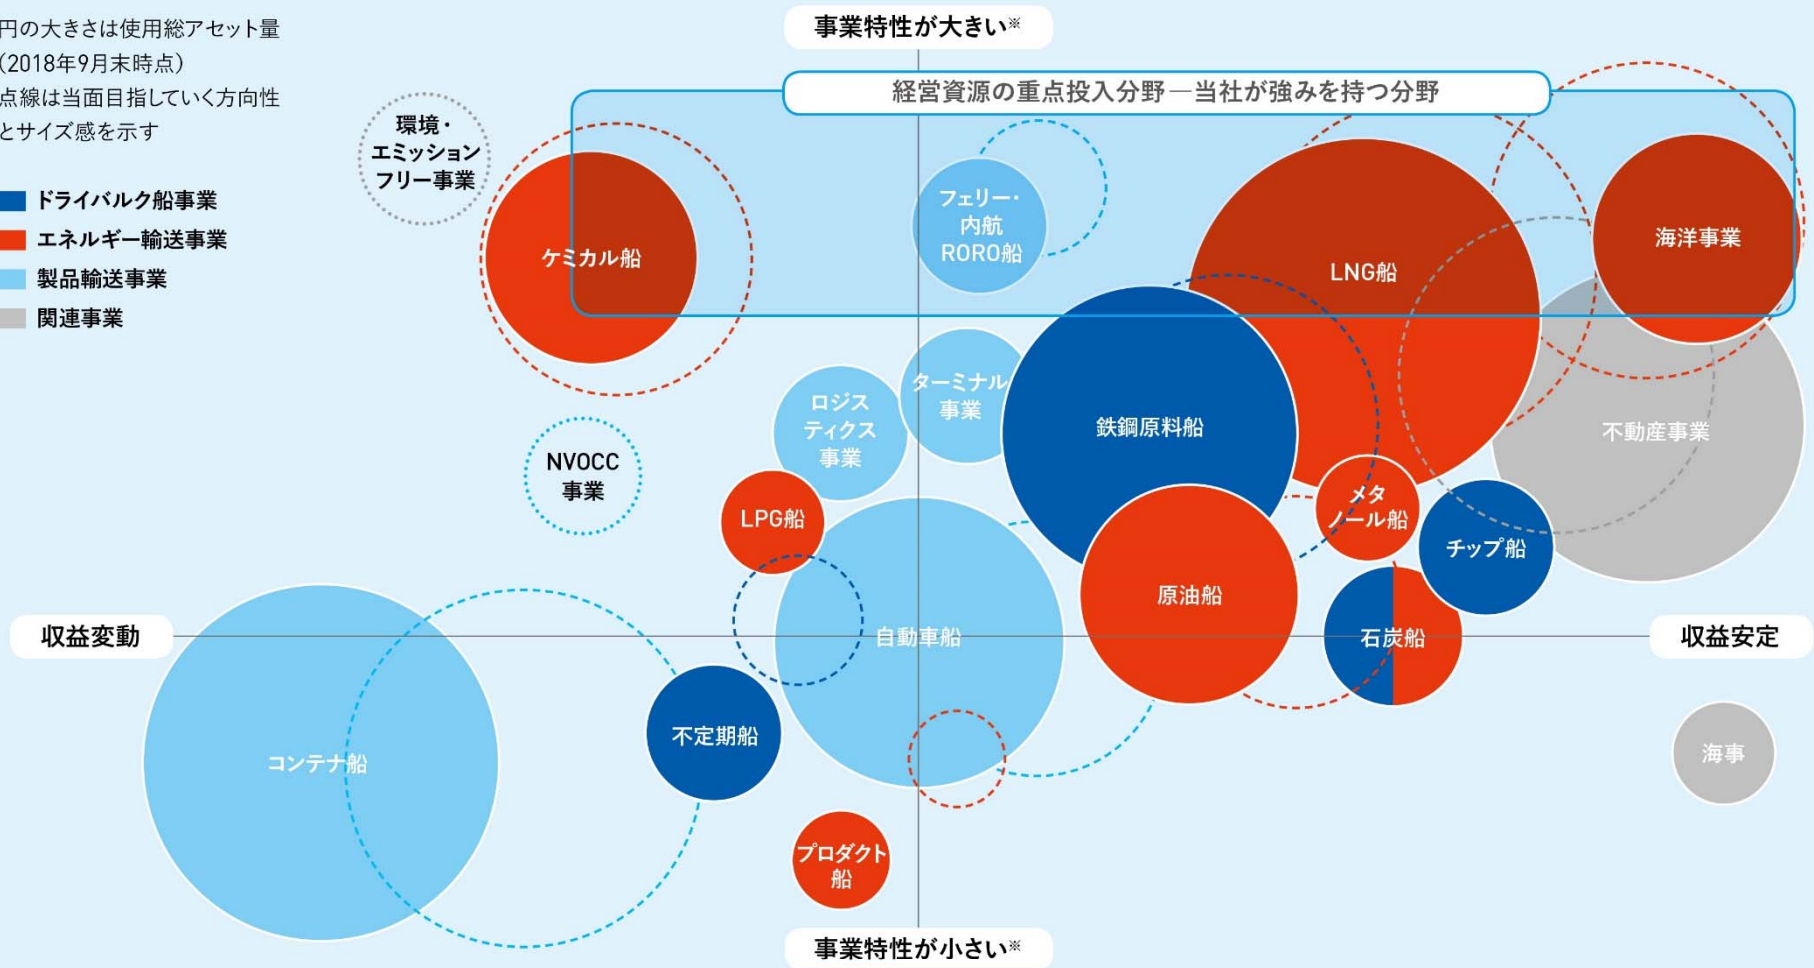 円の大きさは使用総アセット量
(2018年9月末時点)
点線は当面目指していく方向性
とサイズ感を示す
ドライバルク船事業
エネルギー輸送事業
製品輸送事業
関連事業
事業特性が大きい※
経営資源の重点投入分野―当社が強みを持つ分野
環境・
エミッション
フリー事業
ケミカル船
フェリー・
内航
RORO船
LNG船
海洋事業
ロジス
ティクス
事業
ターミナル
事業
鉄鋼原料船
不動産事業
NVOCC
事業
LPG船
メタ
ノール船
チップ船
原油船
収益変動
自動車船
石炭船
収益安定
コンテナ船
不定期船
海事
プロダクト
船
事業特性が小さい※